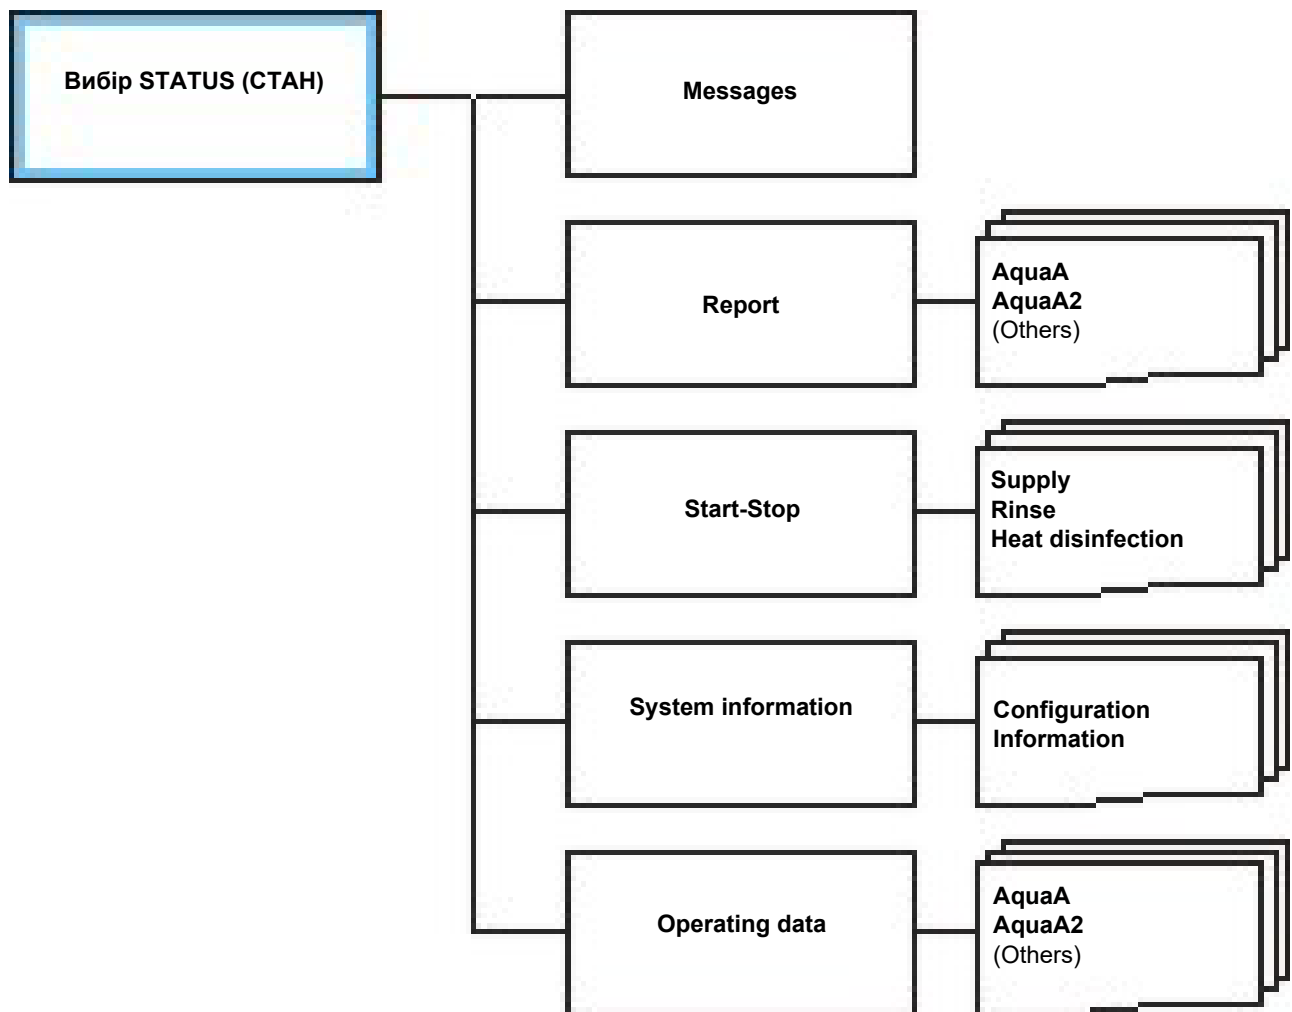 Вибір STATUS (СТАН)
Messages
Report
AquaA
AquaA2
(Others)
Start-Stop
Supply
Rinse
Heat disinfection
System information
Configuration
Information
Operating data
AquaA
AquaA2
(Others)